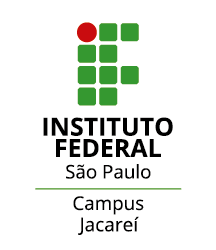 INSTITUTO
FEDERAL
São Paulo
Campus
Jacareí